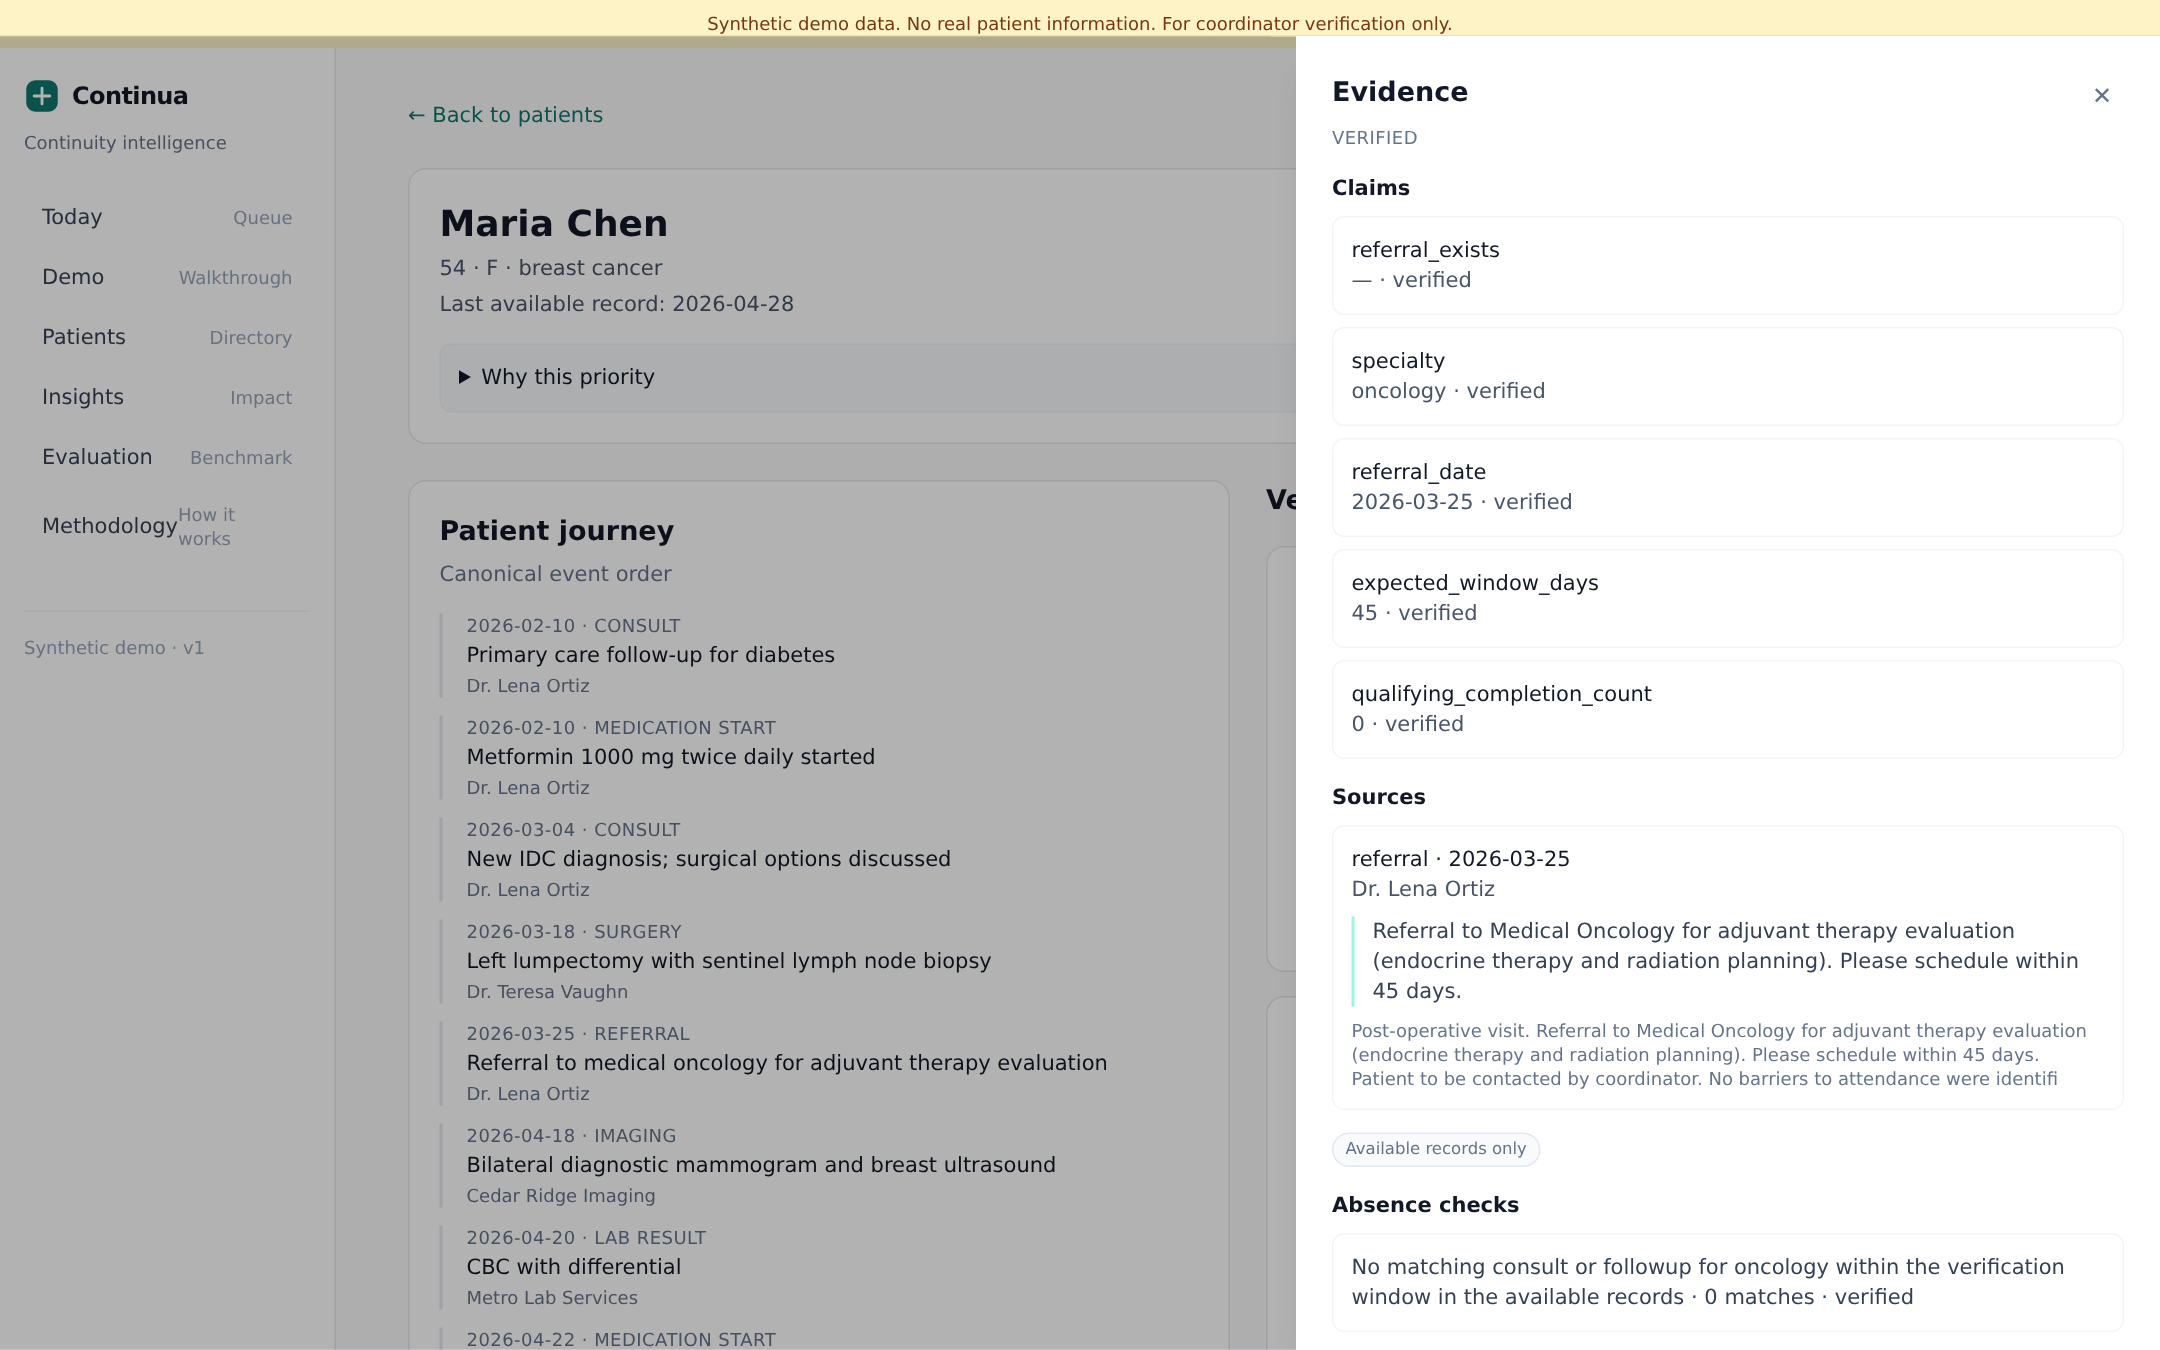 Synthetic demo data. No real patient information. For coordinator verification only.
Continua
Continuity intelligence
Today Queue
Demo Walkthrough
Patients Directory
Insights Impact
Evaluation Benchmark
Methodology How it works
Synthetic demo · v1
← Back to patients
Maria Chen
54 · F · breast cancer
Last available record: 2026-04-28
▶ Why this priority
Patient journey
Canonical event order
2026-02-10 · CONSULT
Primary care follow-up for diabetes
Dr. Lena Ortiz
2026-02-10 · MEDICATION START
Metformin 1000 mg twice daily started
Dr. Lena Ortiz
2026-03-04 · CONSULT
New IDC diagnosis; surgical options discussed
Dr. Lena Ortiz
2026-03-18 · SURGERY
Left lumpectomy with sentinel lymph node biopsy
Dr. Teresa Vaughn
2026-03-25 · REFERRAL
Referral to medical oncology for adjuvant therapy evaluation
Dr. Lena Ortiz
2026-04-18 · IMAGING
Bilateral diagnostic mammogram and breast ultrasound
Cedar Ridge Imaging
2026-04-20 · LAB RESULT
CBC with differential
Metro Lab Services
2026-04-22 · MEDICATION START
Ve
Evidence
×
VERIFIED
Claims
referral_exists
— · verified
specialty
oncology · verified
referral_date
2026-03-25 · verified
expected_window_days
45 · verified
qualifying_completion_count
0 · verified
Sources
referral · 2026-03-25
Dr. Lena Ortiz
Referral to Medical Oncology for adjuvant therapy evaluation
(endocrine therapy and radiation planning). Please schedule within
45 days.
Post-operative visit. Referral to Medical Oncology for adjuvant therapy evaluation
(endocrine therapy and radiation planning). Please schedule within 45 days.
Patient to be contacted by coordinator. No barriers to attendance were identifi
Available records only
Absence checks
No matching consult or followup for oncology within the verification
window in the available records · 0 matches · verified